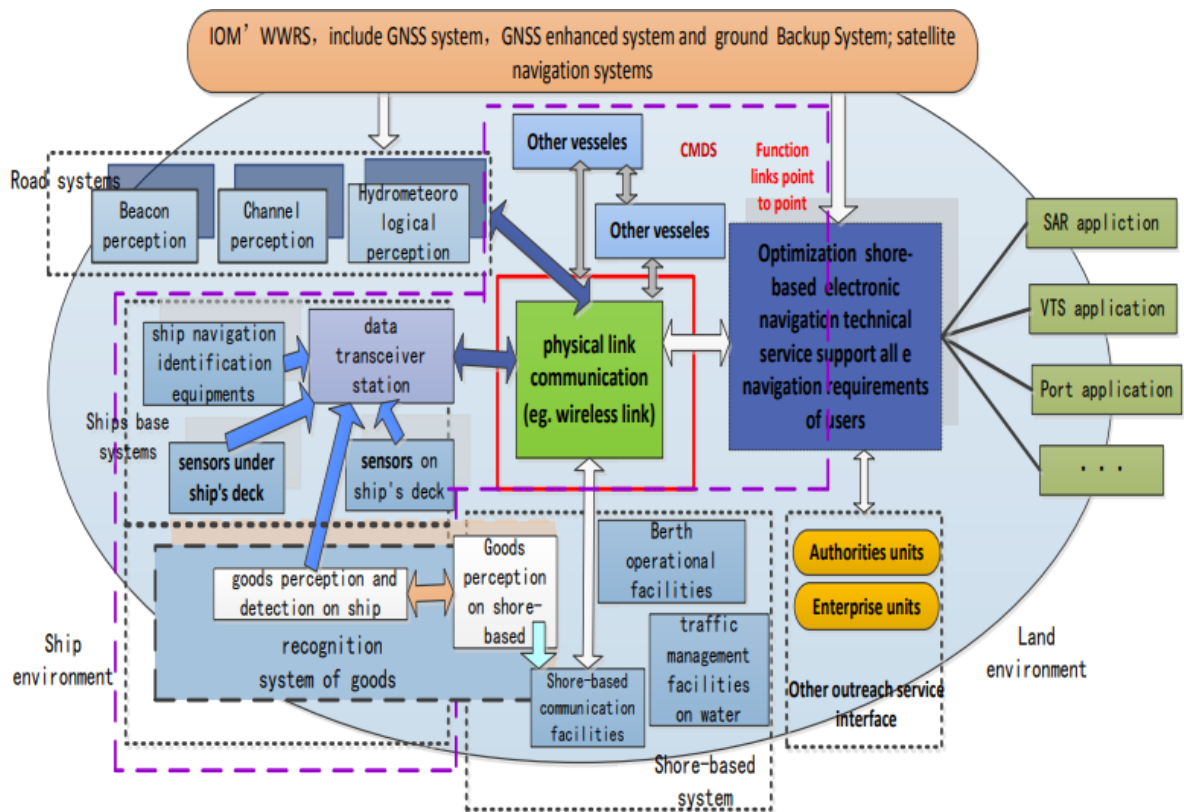 IOM’ WWRS, include GNSS system, GNSS enhanced system and ground Backup System; satellite
navigation systems
Road systems
Beacon
perception
Channel
perception
Hydrometeoro
logical
perception
Other vesseles
Other vesseles
CMDS
Function
links point
to point
ship navigation
identification
equipments
data
transceiver
station
physical link
communication
(eg. wireless link)
Optimization shore-
based electronic
navigation technical
service support all e
navigation requirements
of users
SAR appliction
VTS application
Port application
. . .
Ships base
systems
sensors under
ship's deck
sensors on
ship's deck
goods perception and
detection on ship
Goods
perception
on shore-
based
recognition
system of goods
Ship
environment
Berth
operational
facilities
traffic
management
facilities
on water
Shore-based
communication
facilities
Shore-based
system
Authorities units
Enterprise units
Other outreach service
interface
Land
environment